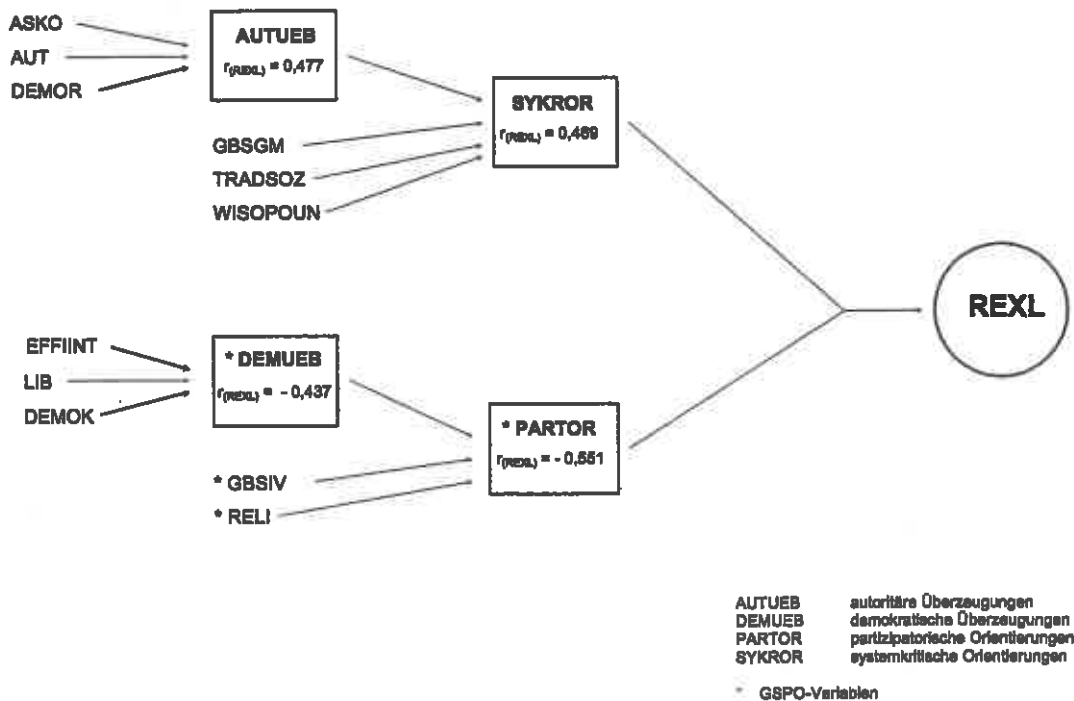 ASKO
AUT
DEMOR
AUTUEB
r(REXL) = 0,477
GBSGM
TRADSOZ
WISOPOUN
SYKROR
r(REXL) = 0,469
REXL
EFFIINT
LIB
DEMOK
* DEMUEB
r(REXL) = - 0,437
* GBSIV
* RELI
* PARTOR
r(REXL) = - 0,551
AUTUEB autoritäre Überzeugungen
DEMUEB demokratische Überzeugungen
PARTOR partizipatorische Orientierungen
SYKROR systemkritische Orientierungen
* GSPO-Variablen